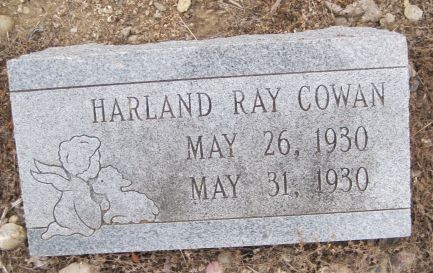 HARLAND RAY COWAN
MAY 26, 1930
MAY 31, 1930